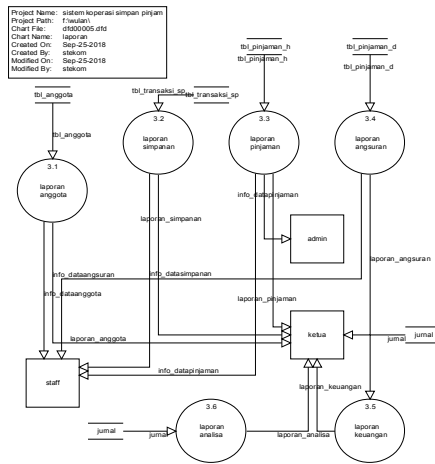 Project Name: sistem koperasi simpan pinjam
Project Path: f:\wulan\
Chart File: dfd00005.dfd
Chart Name: laporan
Created On: Sep-25-2018
Created By: stekom
Modified On: Sep-25-2018
Modified By: stekom
tbl_pinjaman_h
tbl_pinjaman_h
tbl_pinjaman_d
tbl_pinjaman_d
tbl_anggota
tbl_transaksi_sp
tbl_transaksi_sp
tbl_anggota
3.1
laporan
anggota
3.2
laporan
simpanan
3.3
laporan
pinjaman
3.4
laporan
angsuran
info_datapinjaman
laporan_simpanan
admin
laporan_angsuran
info_dataangsuran
info_datasimpanan
info_dataanggota
laporan_pinjaman
laporan_anggota
ketua
jurnal
jurnal
info_datapinjaman
staff
laporan_keuangan
jurnal
jurnal
3.6
laporan
analisa
laporan_analisa
3.5
laporan
keuangan